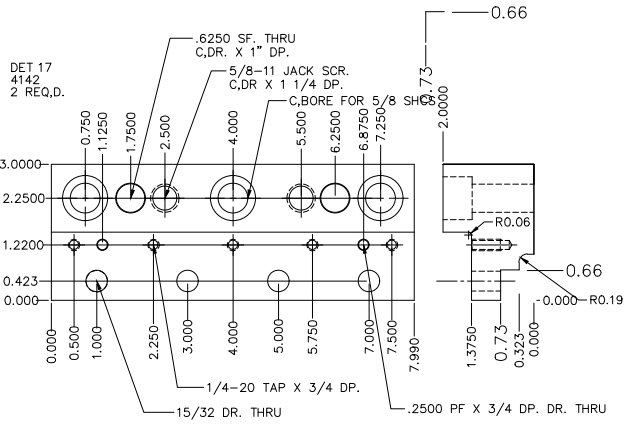 0.66
.6250 SF. THRU
C,DR. X 1" DP.
DET 17
4142
2 REQ,D.
5/8-11 JACK SCR.
C,DR X 1 1/4 DP.
C,BORE FOR 5/8 SHCS
0.73
2.0000
0.750
1.1250
1.7500
2.500
4.000
5.500
6.2500
6.8750
7.250
3.0000
2.2500
1.2200
0.423
0.000
R0.06
0.66
-0.000
R0.19
0.000
0.500
1.000
2.250
3.000
4.000
5.000
5.750
7.000
7.500
7.990
1.3750
0.73
0.323
0.000
1/4-20 TAP X 3/4 DP.
15/32 DR. THRU
.2500 PF X 3/4 DP. DR. THRU